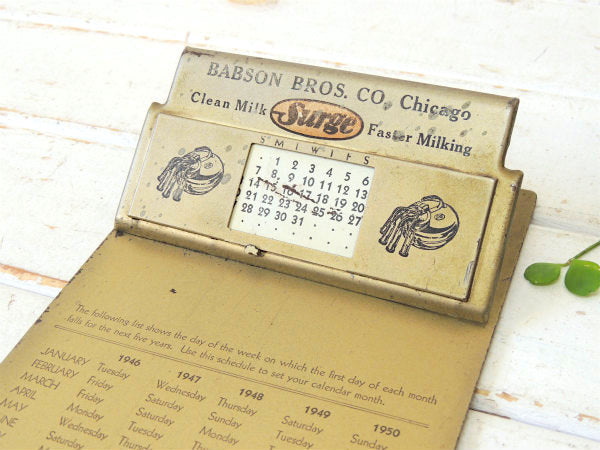 BABSON BROS. CO. Chicago
Clean Milk Surge Faster Milking
S M T W T F S
1 2 3 4 5 6
7 8 9 10 11 12 13
14 15 16 17 18 19 20
21 22 23 24 25 26 27
28 29 30 31
The following list shows the day of the week on which the first day of each month
falls for the next five years. Use this schedule to set your calendar month.
1946 1947 1948 1949 1950
JANUARY Tuesday Wednesday Thursday Saturday Sunday
FEBRUARY Friday Saturday Sunday Tuesday
MARCH Friday Saturday Monday
APRIL Monday Tuesday
MAY Wednesday
UNE Saturday